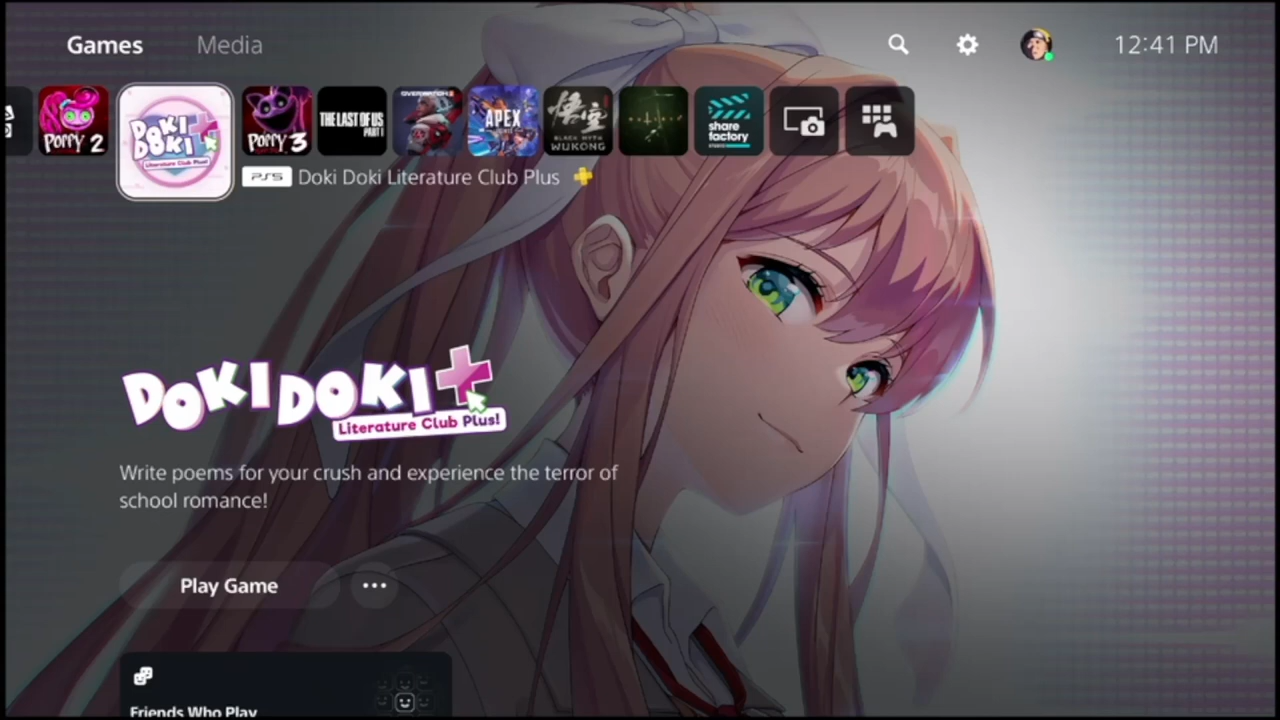 Games
Media
12:41 PM
POPPY 2
DOKI DOKI
Literature Club Plus!
POPPY 3
THE LAST OF US
PART I
OVERWATCH 2
APEX
悟空
BLACK MYTH
WUKONG
share
factory
STUDIO
PS5 Doki Doki Literature Club Plus
DOKI DOKI
Literature Club Plus!
Write poems for your crush and experience the terror of
school romance!
Play Game
...
Friends Who Play